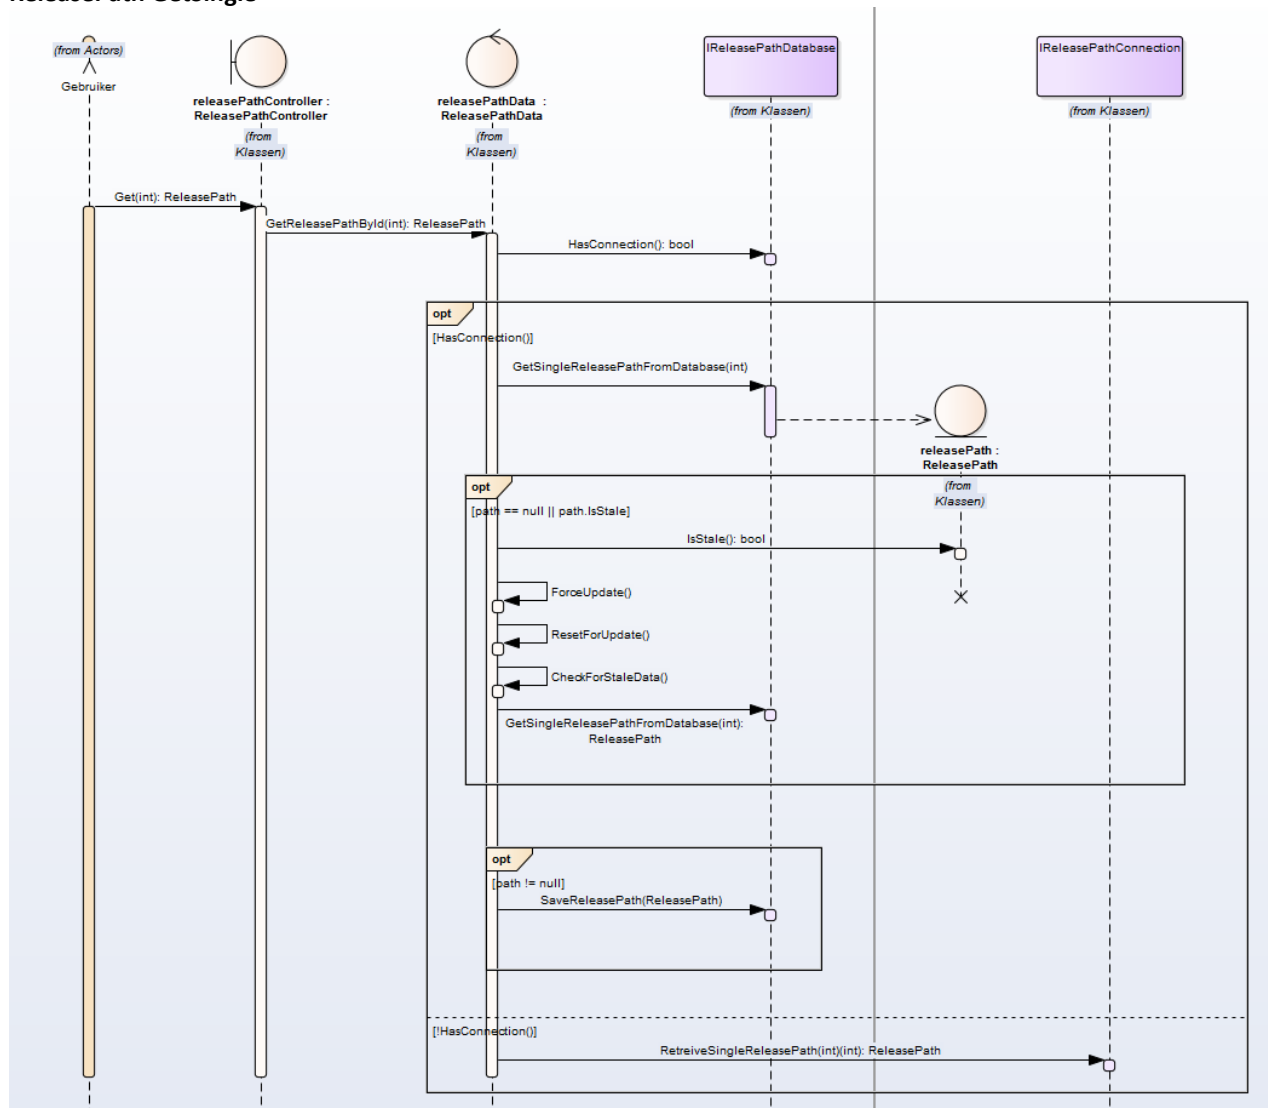 (from Actors)
Gebruiker
releasePathController :
ReleasePathController
(from
Klassen)
releasePathData :
ReleasePathData
(from
Klassen)
IReleasePathDatabase
(from Klassen)
IReleasePathConnection
(from Klassen)
Get(int): ReleasePath
GetReleasePathById(int): ReleasePath
HasConnection(): bool
opt
[HasConnection()]
GetSingleReleasePathFromDatabase(int)
releasePath :
ReleasePath
(from
Klassen)
opt
[path == null || path.IsStale]
IsStale(): bool
ForceUpdate()
ResetForUpdate()
CheckForStaleData()
GetSingleReleasePathFromDatabase(int):
ReleasePath
opt
[path != null]
SaveReleasePath(ReleasePath)
[!HasConnection()]
RetreiveSingleReleasePath(int)(int): ReleasePath